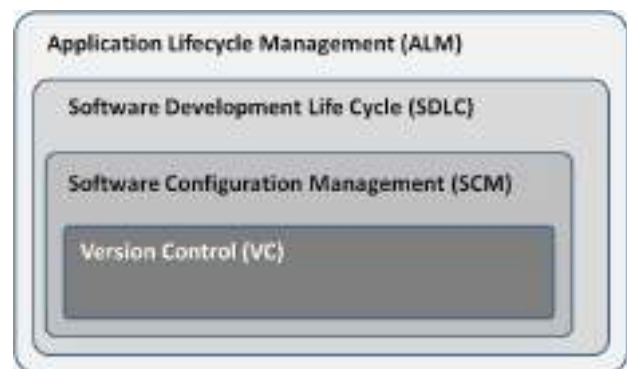 Application Lifecycle Management (ALM)
Software Development Life Cycle (SDLC)
Software Configuration Management (SCM)
Version Control (VC)